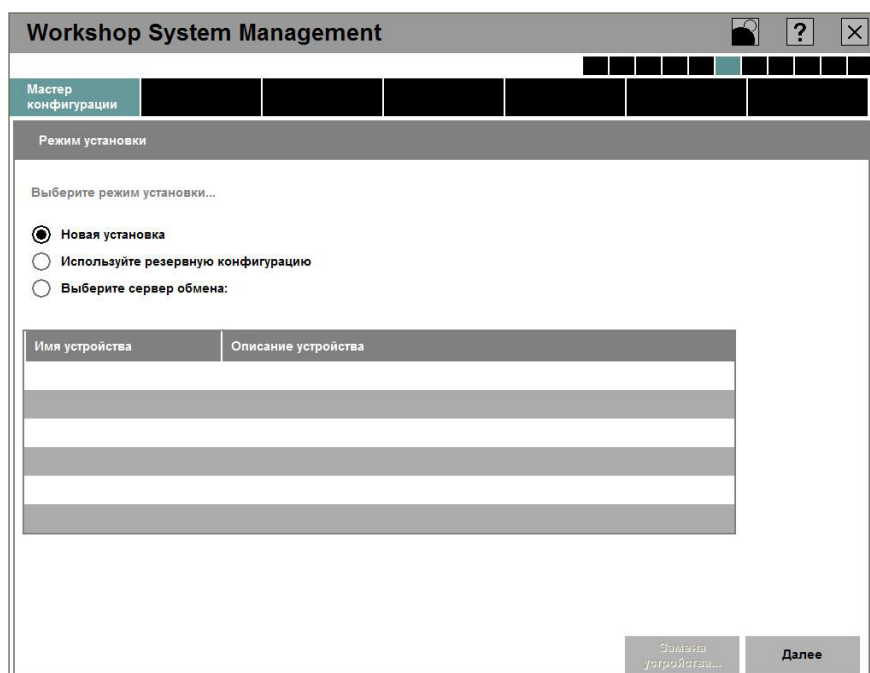 Workshop System Management
?
Мастер
конфигурации
Режим установки
Выберите режим установки...
Новая установка
Используйте резервную конфигурацию
Выберите сервер обмена:
Имя устройства Описание устройства
Замена
устройства...
Далее